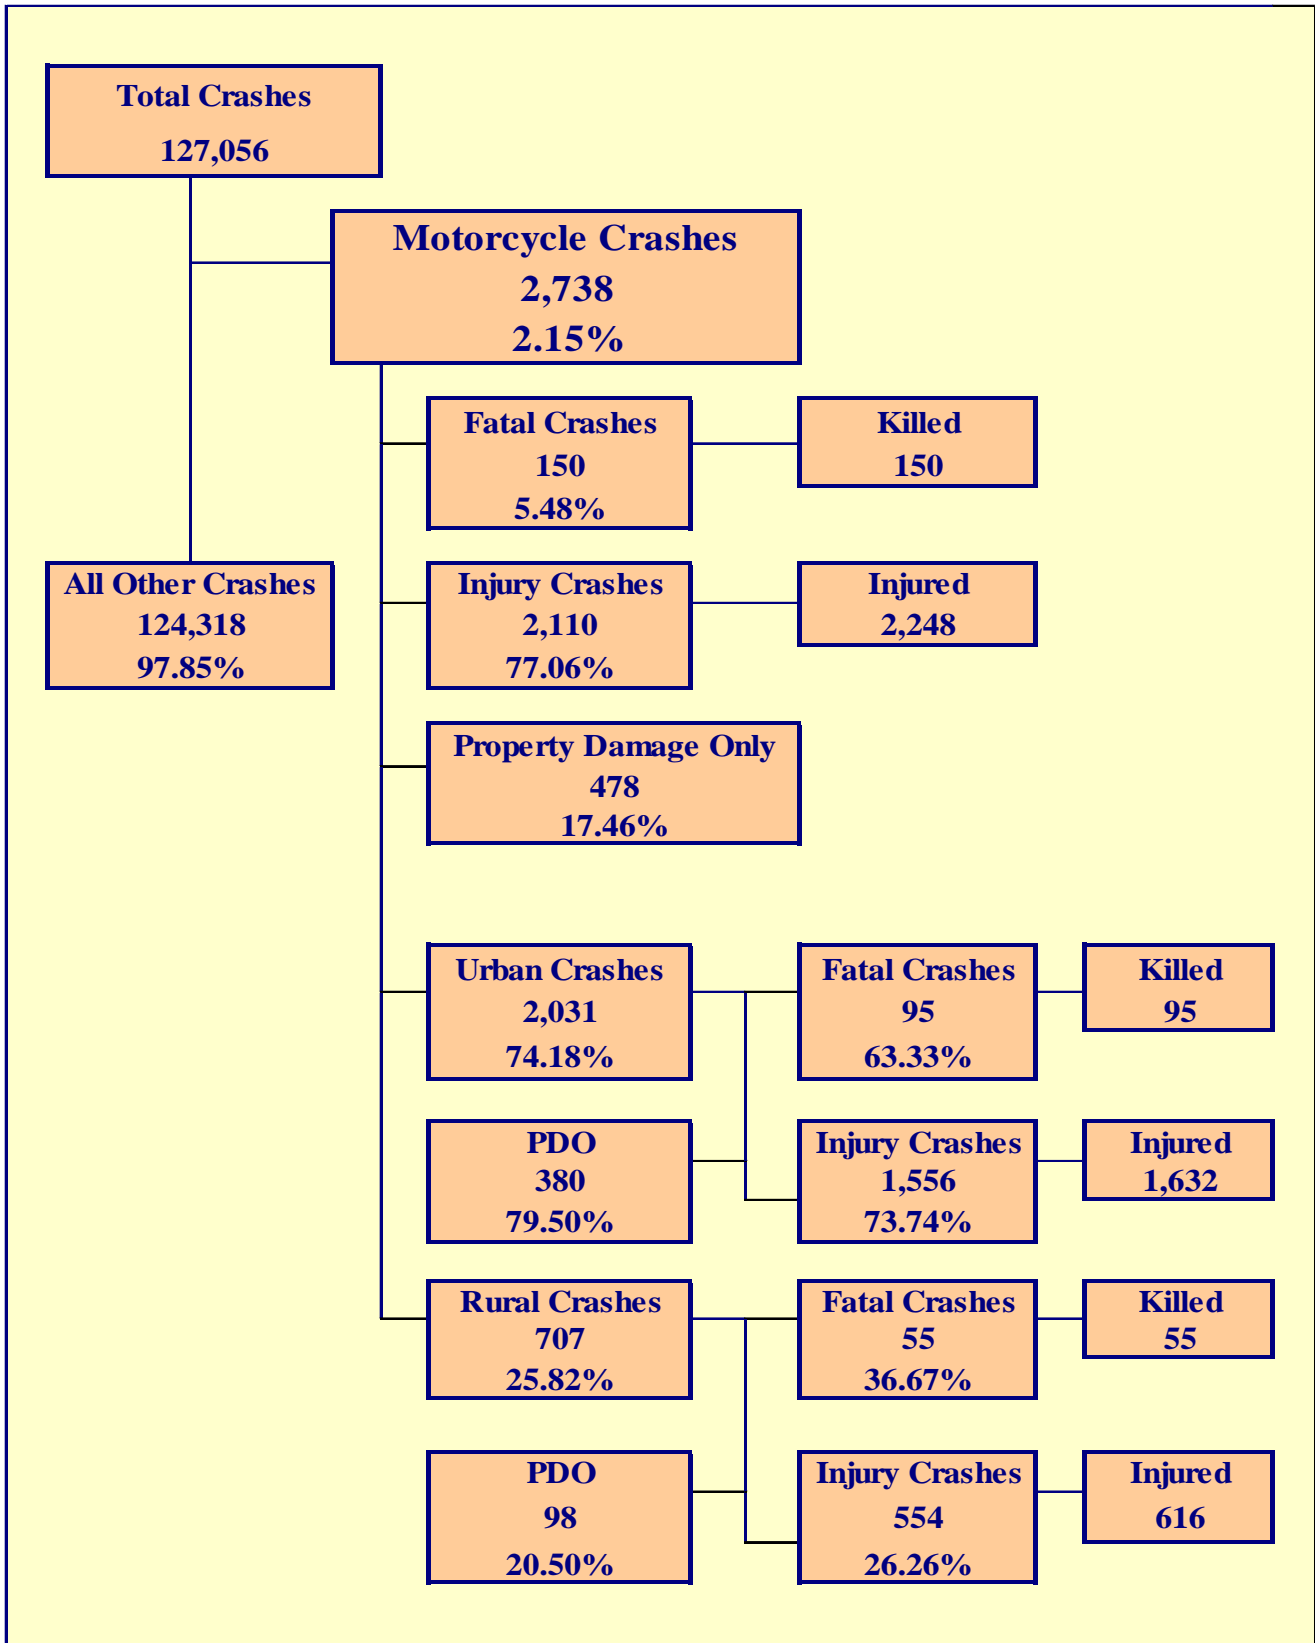 Total Crashes
127,056
Motorcycle Crashes
2,738
2.15%
Fatal Crashes
150
5.48%
Killed
150
All Other Crashes
124,318
97.85%
Injury Crashes
2,110
77.06%
Injured
2,248
Property Damage Only
478
17.46%
Urban Crashes
2,031
74.18%
Fatal Crashes
95
63.33%
Killed
95
PDO
380
79.50%
Injury Crashes
1,556
73.74%
Injured
1,632
Rural Crashes
707
25.82%
Fatal Crashes
55
36.67%
Killed
55
PDO
98
20.50%
Injury Crashes
554
26.26%
Injured
616